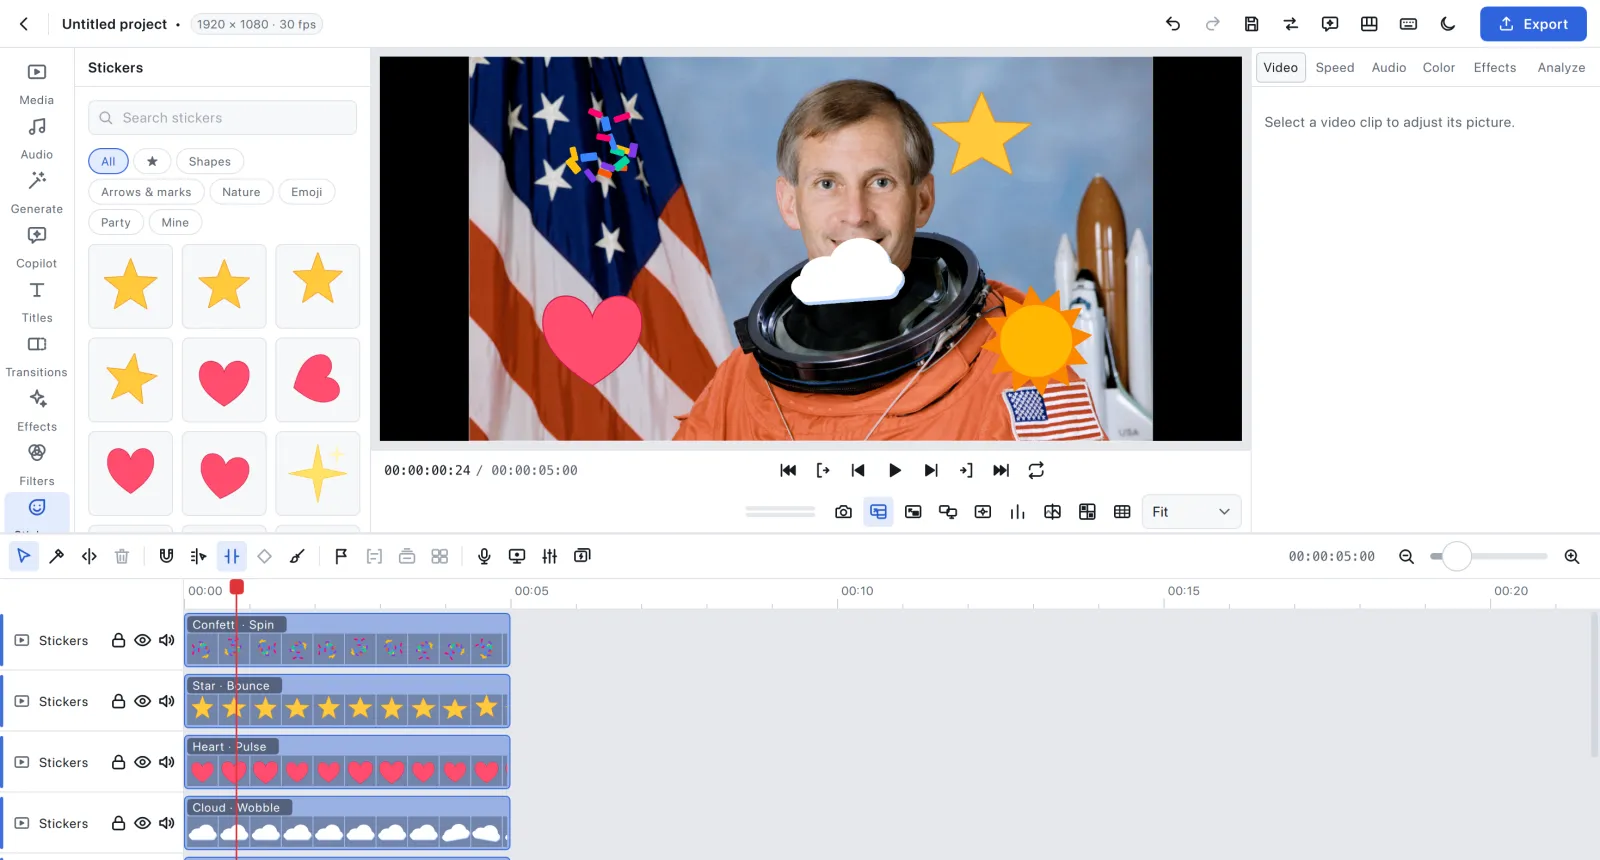 Untitled project •
1920 × 1080 · 30 fps
Export
Media
Audio
Generate
Copilot
Titles
Transitions
Effects
Filters
Stickers
Search stickers
All
Shapes
Arrows & marks
Nature
Emoji
Party
Mine
USA
00:00:00:24 / 00:00:05:00
Fit
Video
Speed
Audio
Color
Effects
Analyze
Select a video clip to adjust its picture.
00:00:05:00
00:00
00:05
00:10
00:15
00:20
Stickers
Confetti · Spin
Stickers
Star · Bounce
Stickers
Heart · Pulse
Stickers
Cloud · Wobble